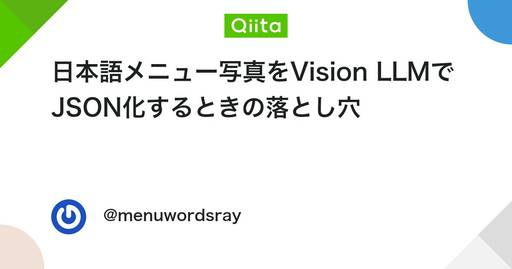 Qiita
日本語メニュー写真をVision LLMで
JSON化するときの落とし穴
@menuwordsray